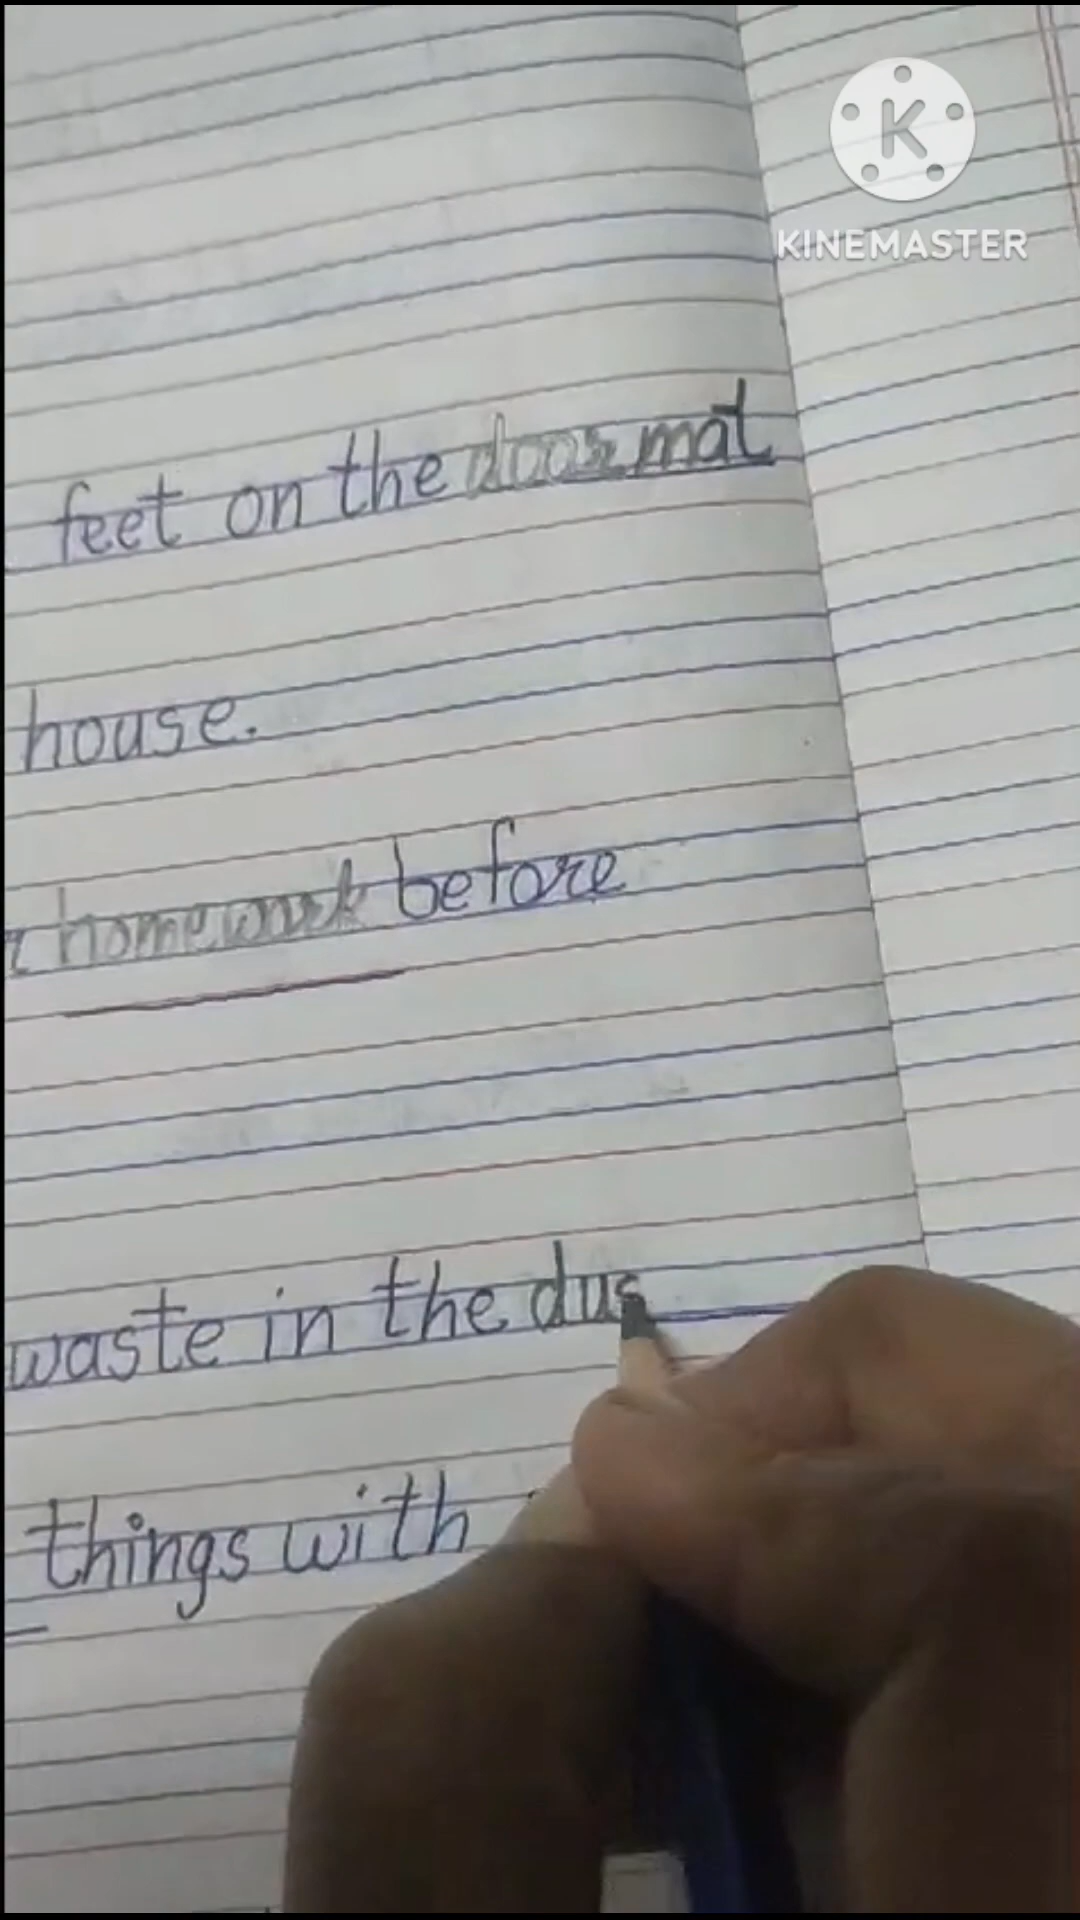 KINEMASTER
feet on the doormat
house.
homework before
waste in the dus
things with